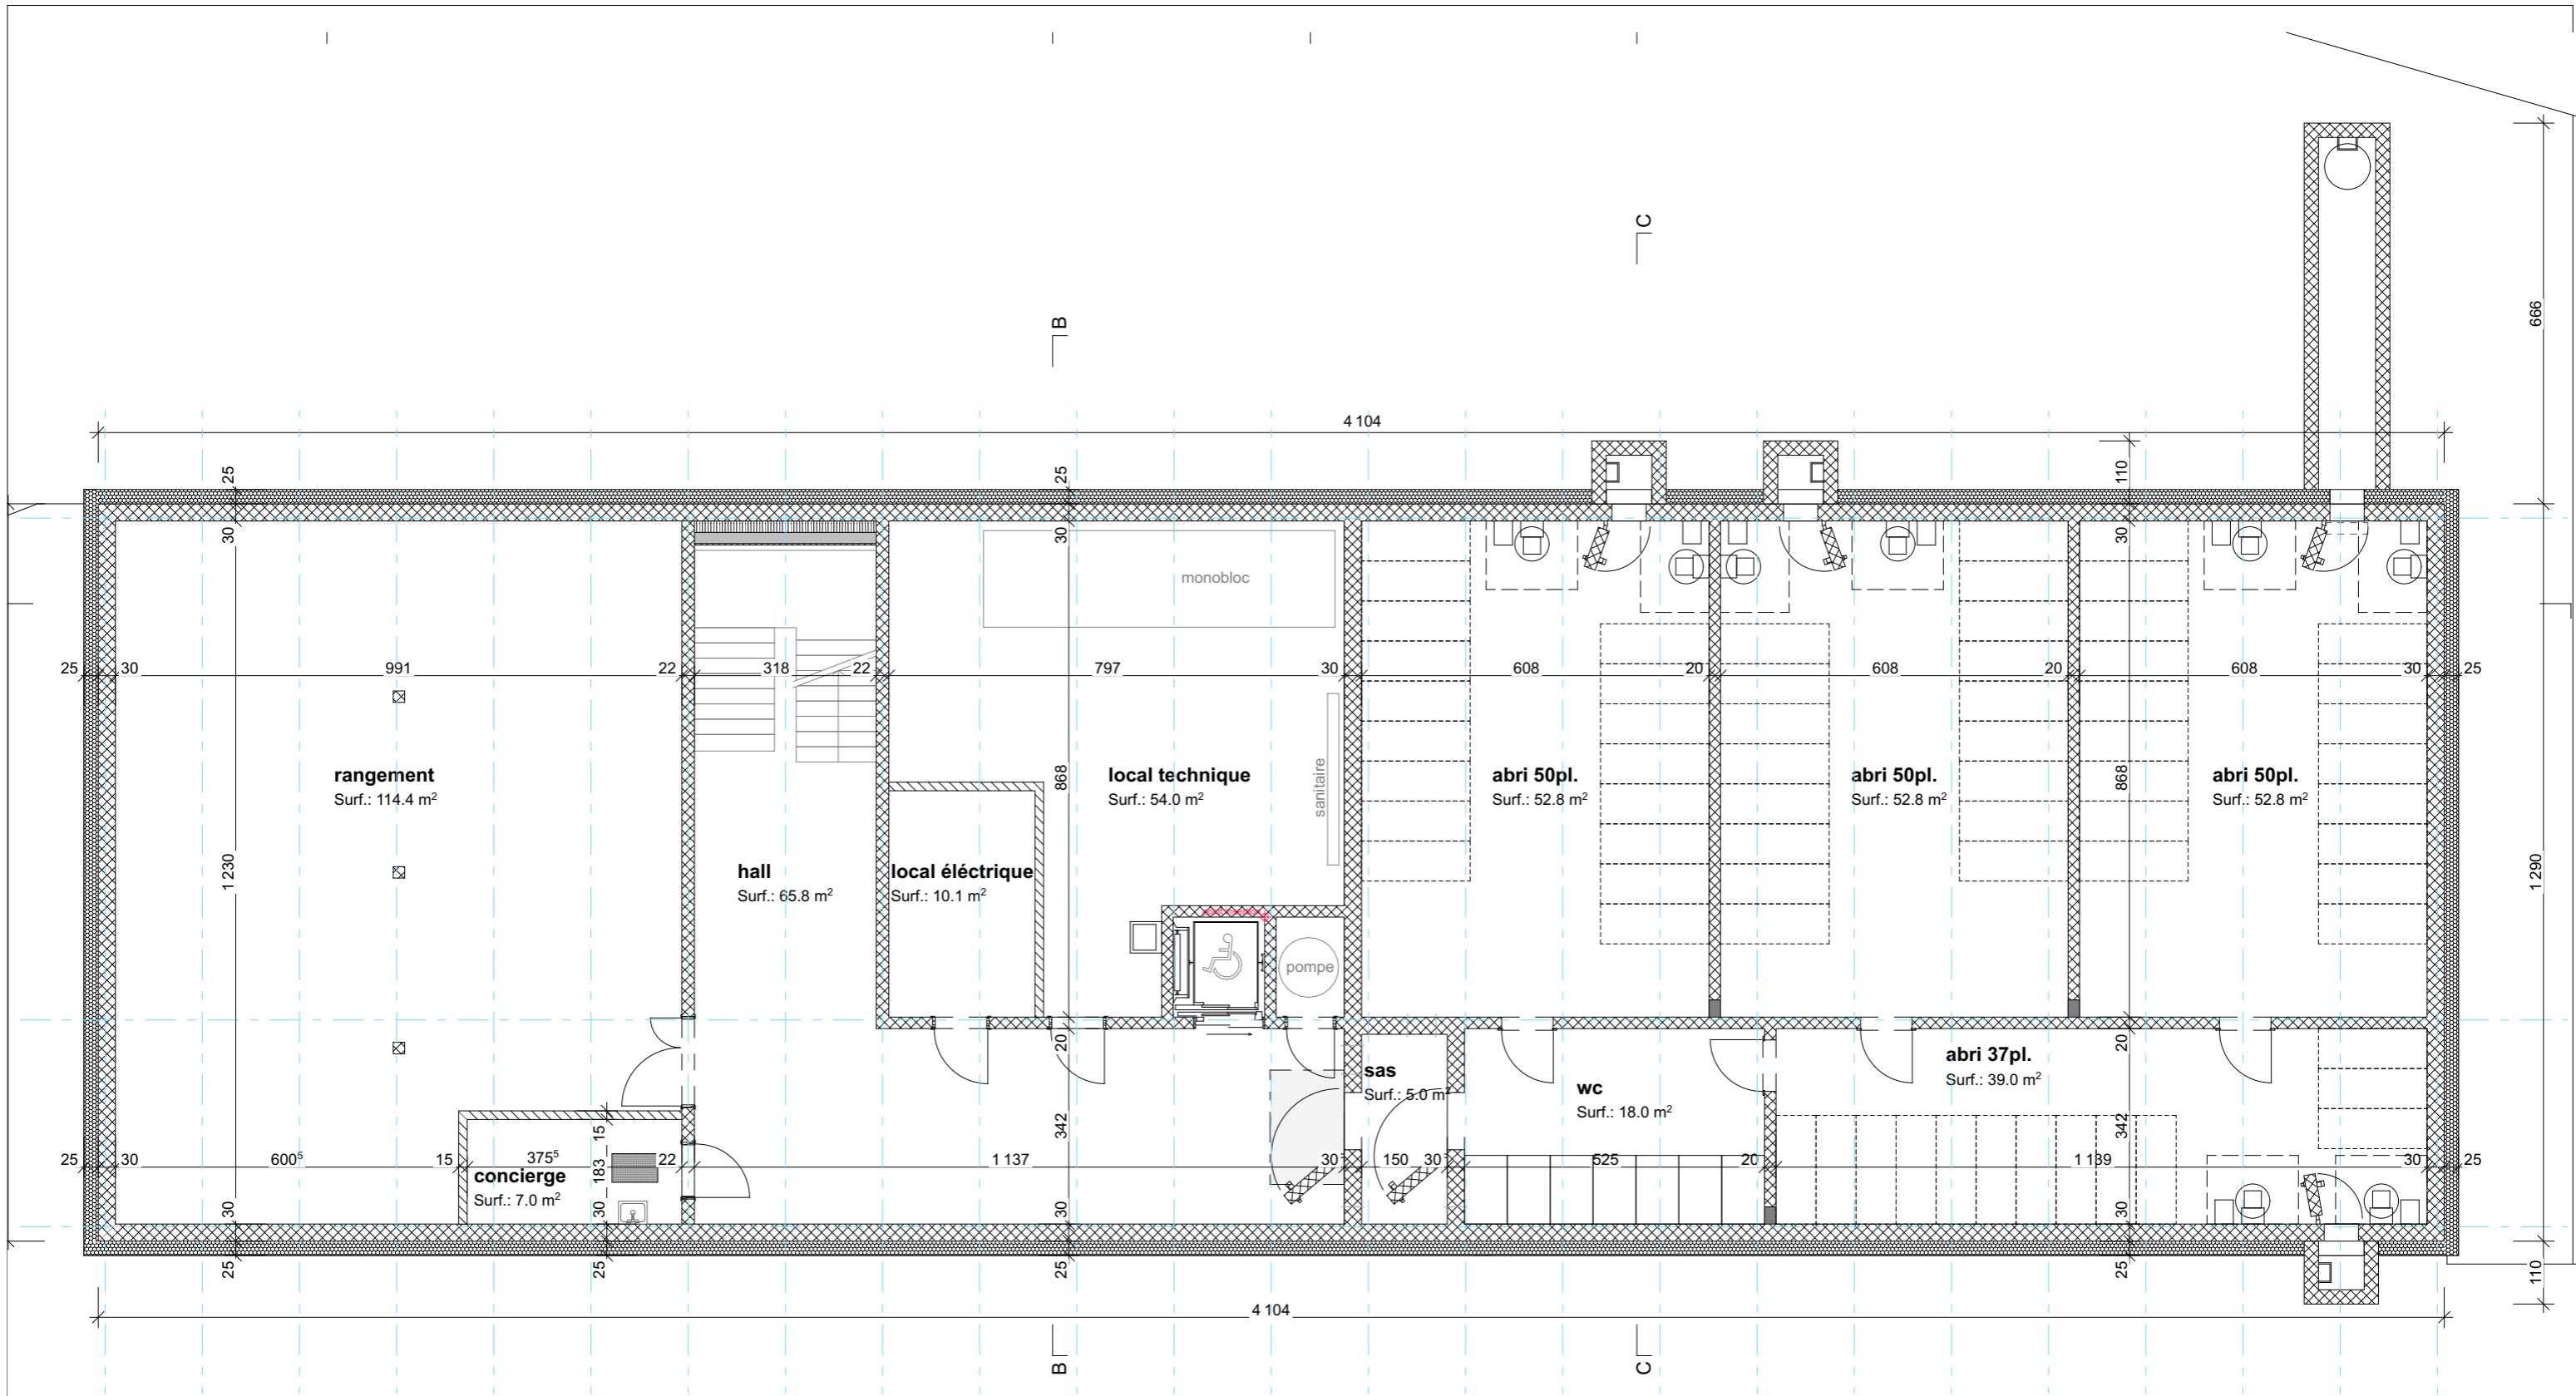 C
B
666
4 104
25
25
110
30
30
30
monobloc
25
30
991
22
318
22
797
30
608
20
608
20
608
30
25
rangement
Surf.: 114.4 m²
868
local technique
Surf.: 54.0 m²
sanitaire
abri 50pl.
Surf.: 52.8 m²
abri 50pl.
Surf.: 52.8 m²
868
abri 50pl.
Surf.: 52.8 m²
1 230
hall
Surf.: 65.8 m²
local éléctrique
Surf.: 10.1 m²
1 290
pompe
20
20
sas
Surf.: 5.0 m²
wc
Surf.: 18.0 m²
abri 37pl.
Surf.: 39.0 m²
15
342
342
25
30
600⁵
15
375⁵
183
22
1 137
30
150
30
525
20
1 139
30
25
concierge
Surf.: 7.0 m²
30
30
30
30
25
25
25
25
110
4 104
B
C